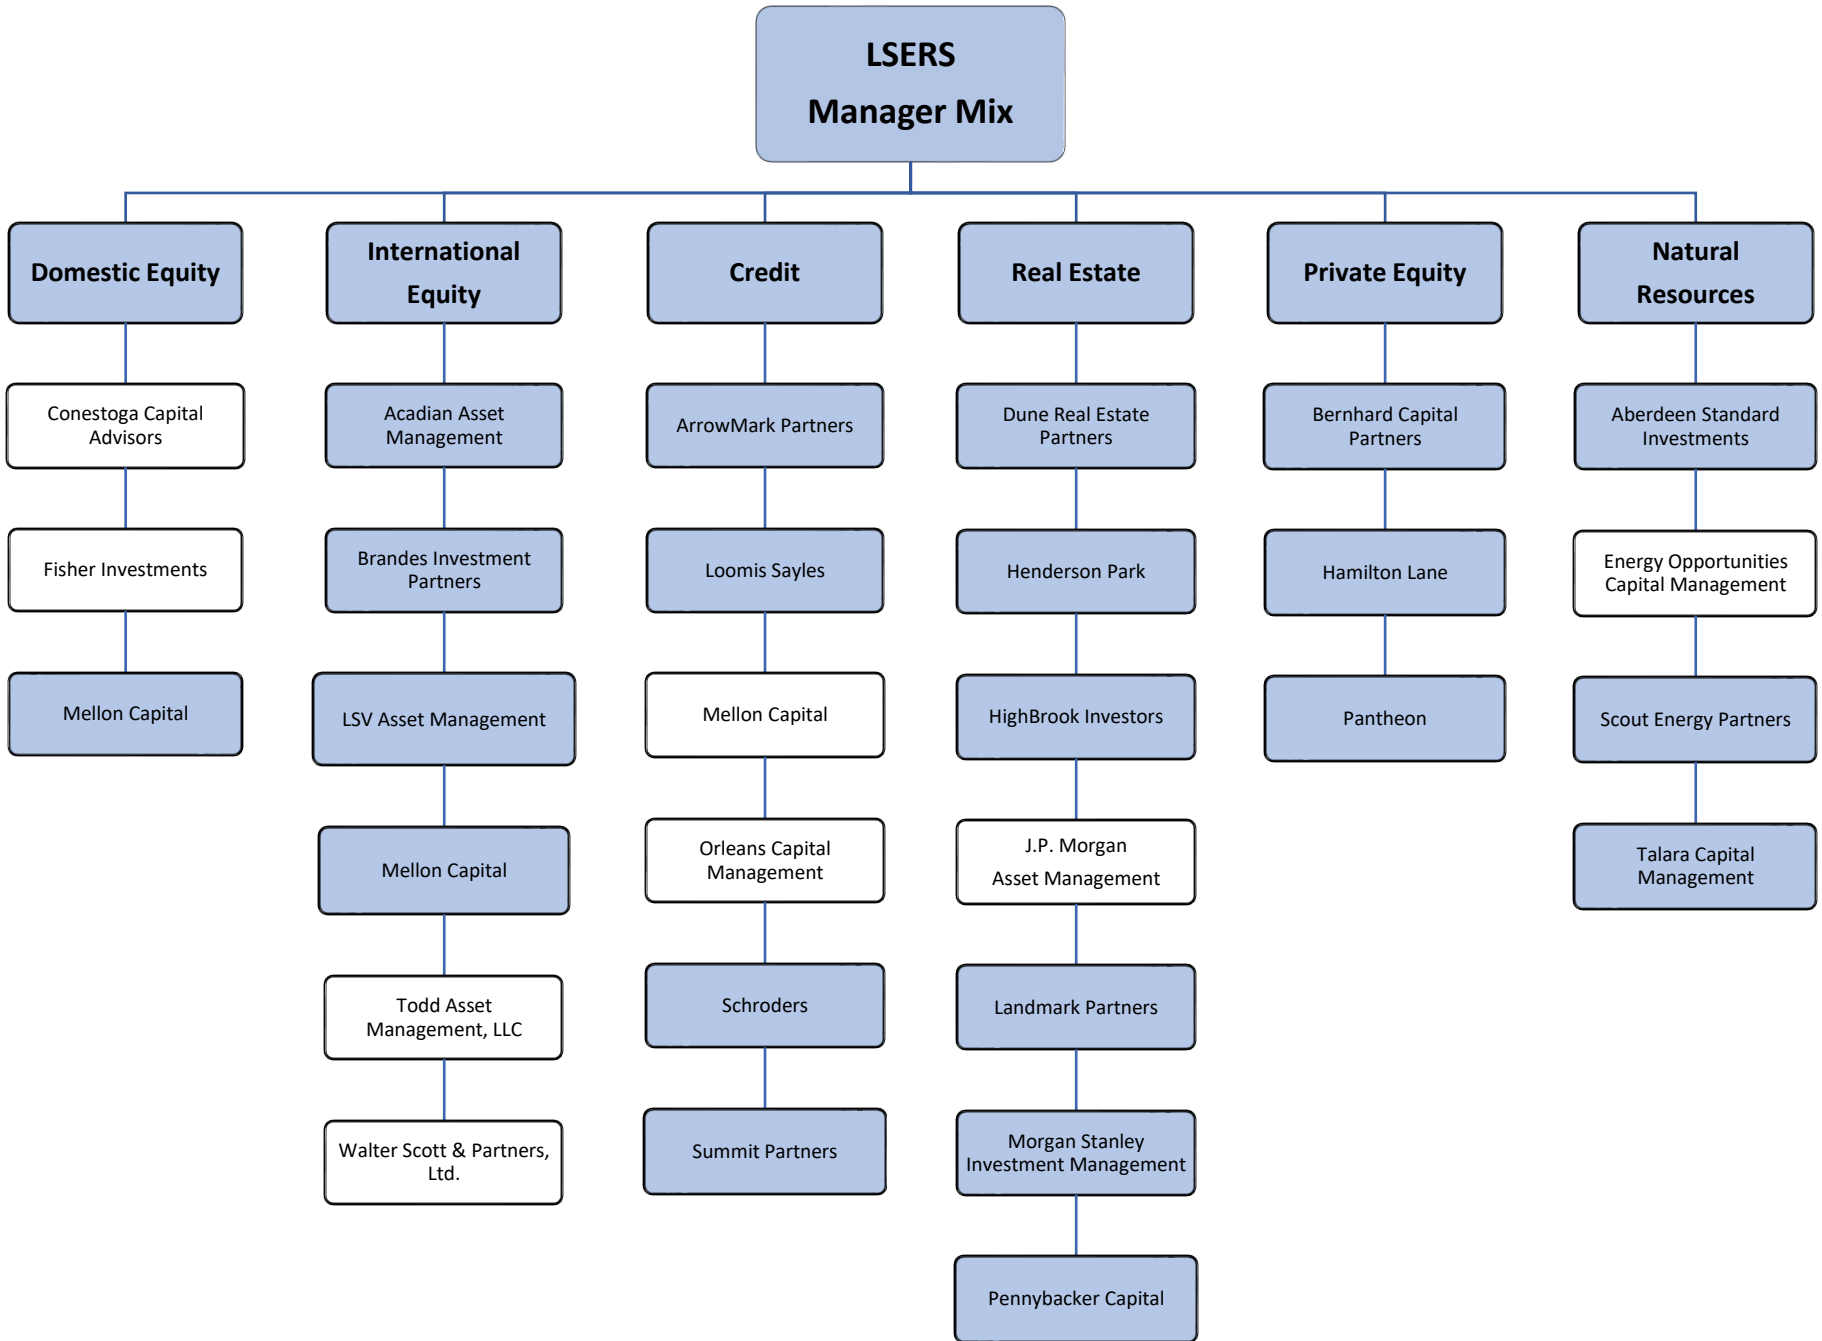 LSERS
Manager Mix
Domestic Equity
International
Equity
Credit
Real Estate
Private Equity
Natural
Resources
Conestoga Capital
Advisors
Fisher Investments
Mellon Capital
Acadian Asset
Management
Brandes Investment
Partners
LSV Asset Management
Mellon Capital
Todd Asset
Management, LLC
Walter Scott & Partners,
Ltd.
ArrowMark Partners
Loomis Sayles
Mellon Capital
Orleans Capital
Management
Schroders
Summit Partners
Dune Real Estate
Partners
Henderson Park
HighBrook Investors
J.P. Morgan
Asset Management
Landmark Partners
Morgan Stanley
Investment Management
Pennybacker Capital
Bernhard Capital
Partners
Hamilton Lane
Pantheon
Aberdeen Standard
Investments
Energy Opportunities
Capital Management
Scout Energy Partners
Talara Capital
Management